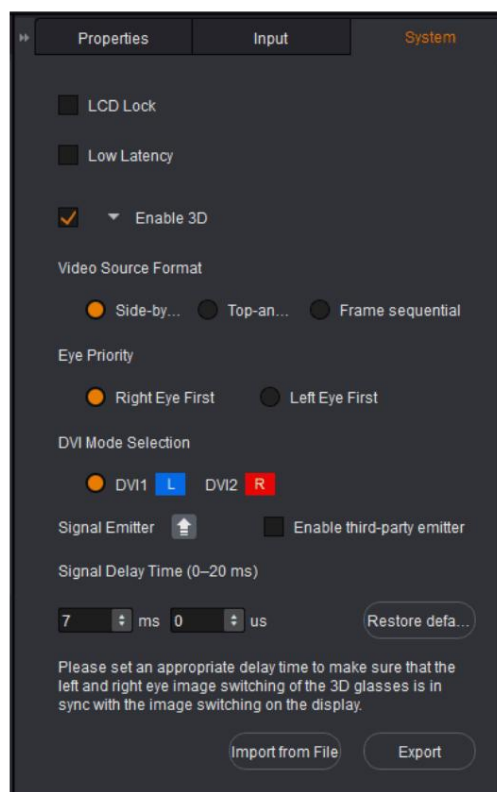 Properties Input System
LCD Lock
Low Latency
Enable 3D
Video Source Format
Side-by... Top-an... Frame sequential
Eye Priority
Right Eye First Left Eye First
DVI Mode Selection
DVI1 L DVI2 R
Signal Emitter Enable third-party emitter
Signal Delay Time (0–20 ms)
7 ms 0 us Restore defa...
Please set an appropriate delay time to make sure that the
left and right eye image switching of the 3D glasses is in
sync with the image switching on the display.
Import from File Export